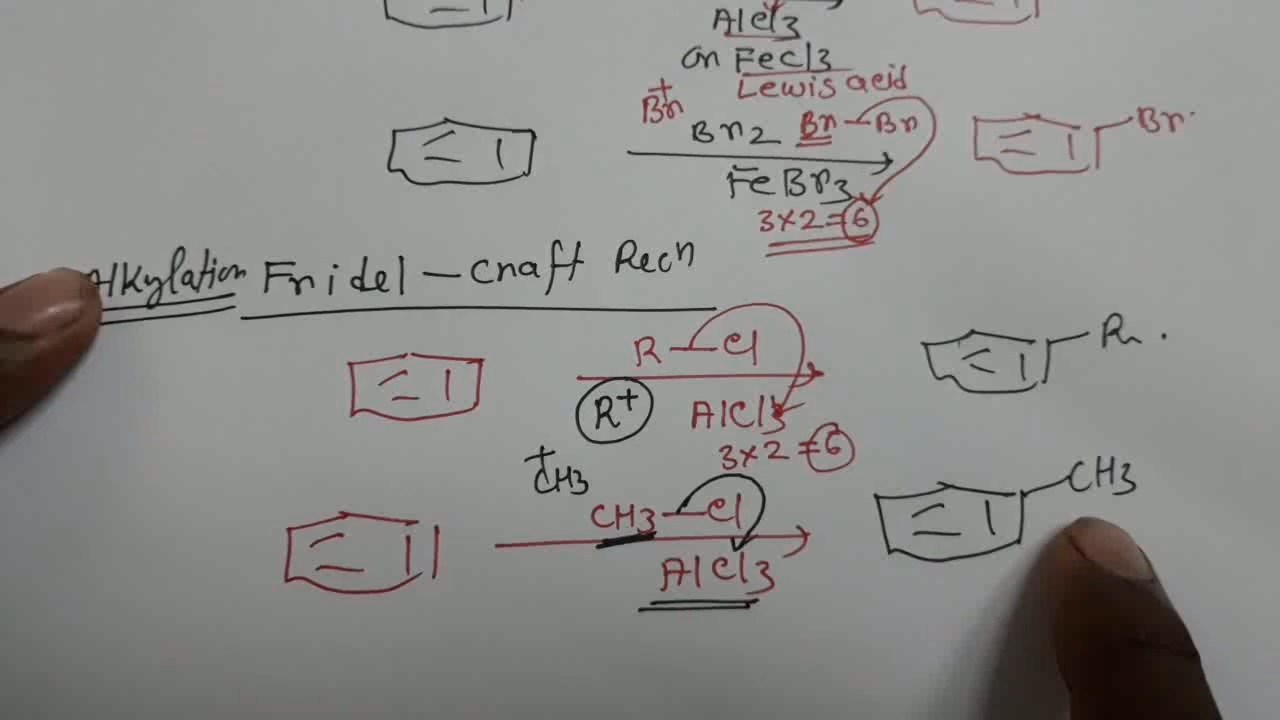 AlCl3
on FeCl3
Lewis acid
+
Br
Br2 Br-Br
FeBr3
3×2=6
Br.
Alkylation Fridel-Craft Recn
R-Cl
R+
AlCl3
3×2=6
R.
+
CH3
CH3-Cl
AlCl3
CH3